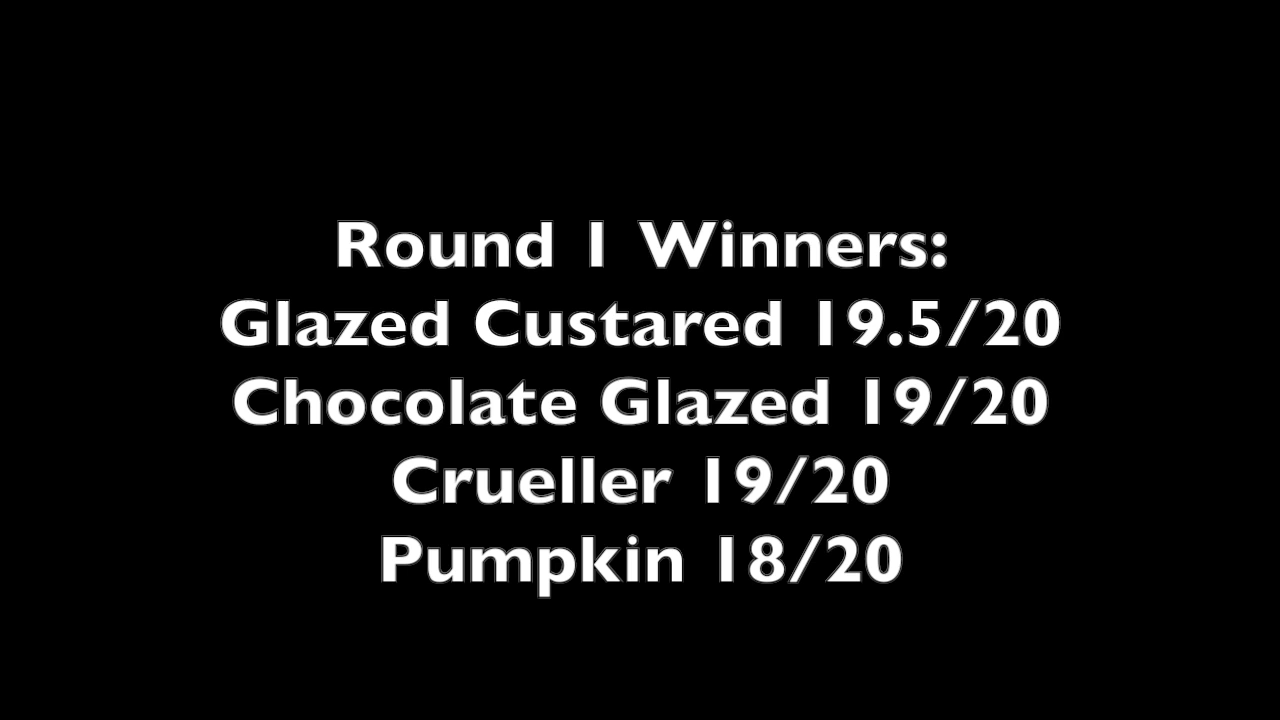 Round 1 Winners:
Glazed Custared 19.5/20
Chocolate Glazed 19/20
Crueller 19/20
Pumpkin 18/20